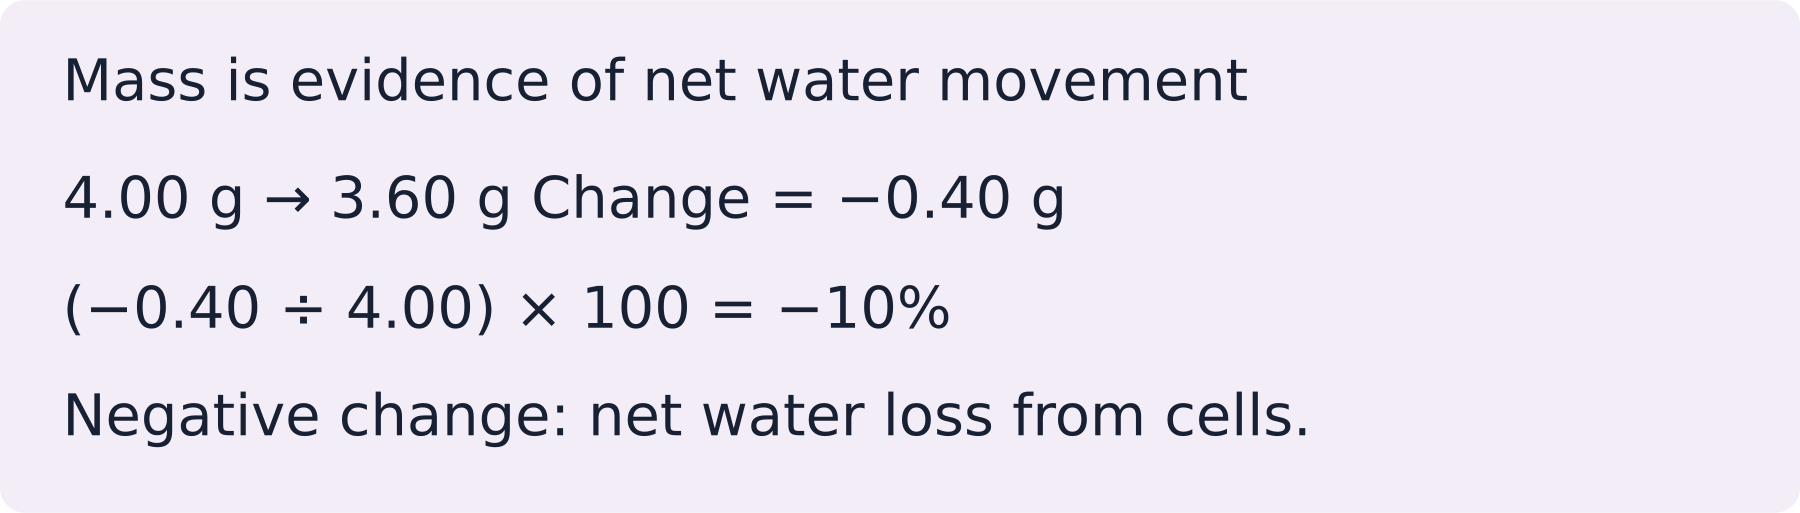 Mass is evidence of net water movement
4.00 g → 3.60 g Change = −0.40 g
(−0.40 ÷ 4.00) × 100 = −10%
Negative change: net water loss from cells.